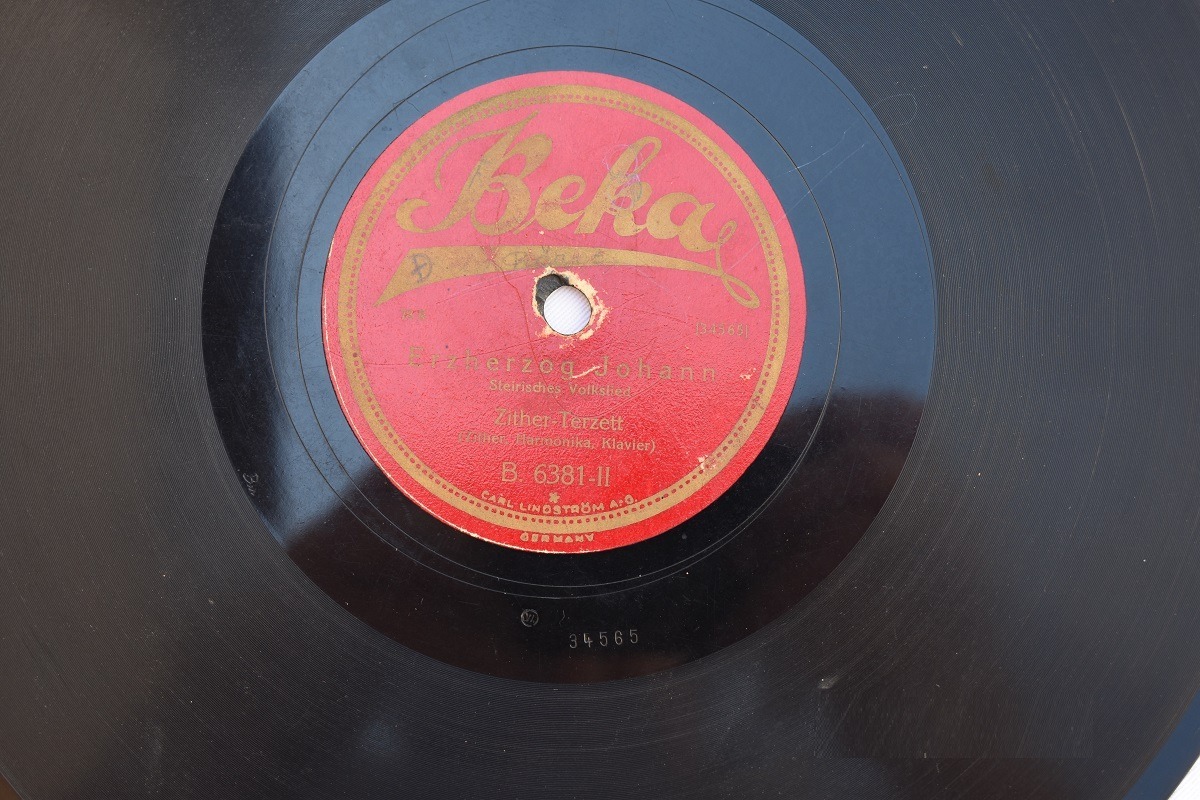 Beka
(34565)
Erzherzog Johann
Steirisches Volkslied
Zither-Terzett
(Zither, Harmonika, Klavier)
B. 6381-II
CARL LINDSTRÖM A.G.
GERMANY
34565